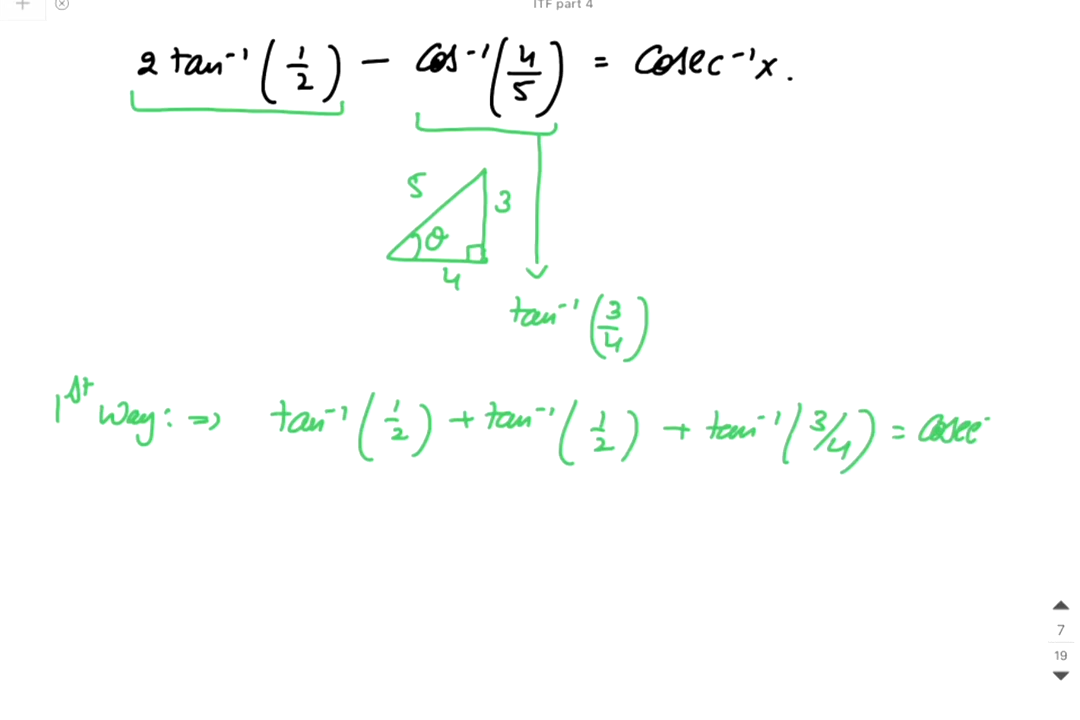 ITF part 4
2 tan⁻¹(1/2) − Cos⁻¹(4/5) = Cosec⁻¹x.
5
3
θ
4
tan⁻¹(3/4)
1st Way: ⇒ tan⁻¹(1/2) + tan⁻¹(1/2) + tan⁻¹(3/4) = Cosec⁻
7
19